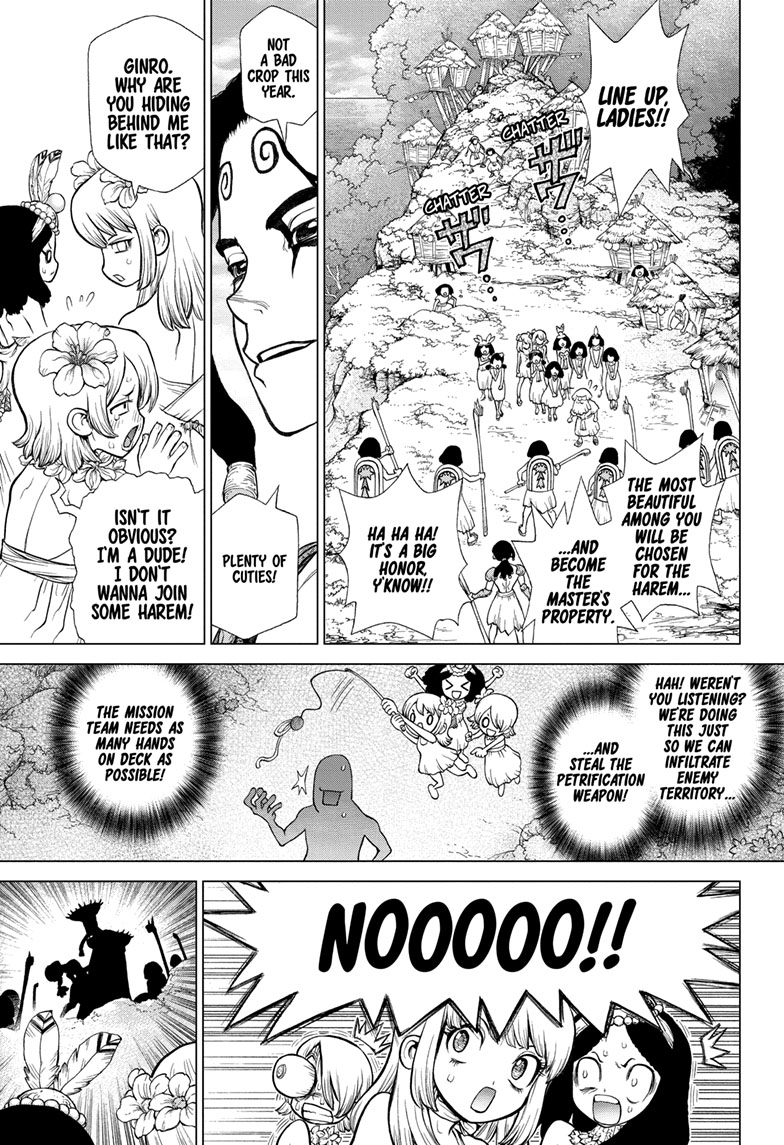 LINE UP,
LADIES!!
CHATTER
ザワ…
CHATTER
ザワ…
THE MOST
BEAUTIFUL
AMONG YOU
WILL BE
CHOSEN
FOR THE
HAREM...
...AND
BECOME
THE
MASTER'S
PROPERTY.
HA HA HA!
IT'S A BIG
HONOR,
Y'KNOW!!
NOT
A BAD
CROP THIS
YEAR.
PLENTY OF
CUTIES!
GINRO.
WHY ARE
YOU HIDING
BEHIND ME
LIKE THAT?
ISN'T IT
OBVIOUS?
I'M A DUDE!
I DON'T
WANNA JOIN
SOME HAREM!
HAH! WEREN'T
YOU LISTENING?
WE'RE DOING
THIS JUST
SO WE CAN
INFILTRATE
ENEMY
TERRITORY...
...AND
STEAL THE
PETRIFICATION
WEAPON!
THE MISSION
TEAM NEEDS AS
MANY HANDS
ON DECK AS
POSSIBLE!
NOOOOO!!